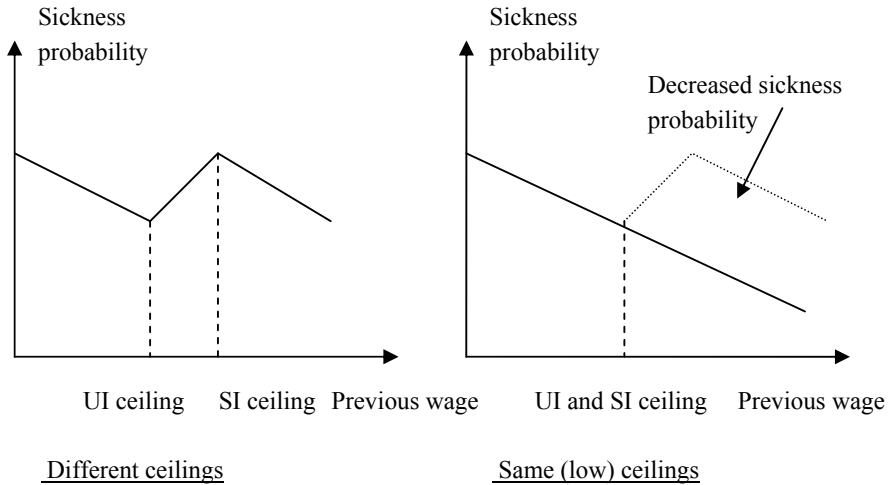 Sickness
probability
UI ceiling
SI ceiling
Previous wage
Different ceilings
Sickness
probability
Decreased sickness
probability
UI and SI ceiling
Previous wage
Same (low) ceilings